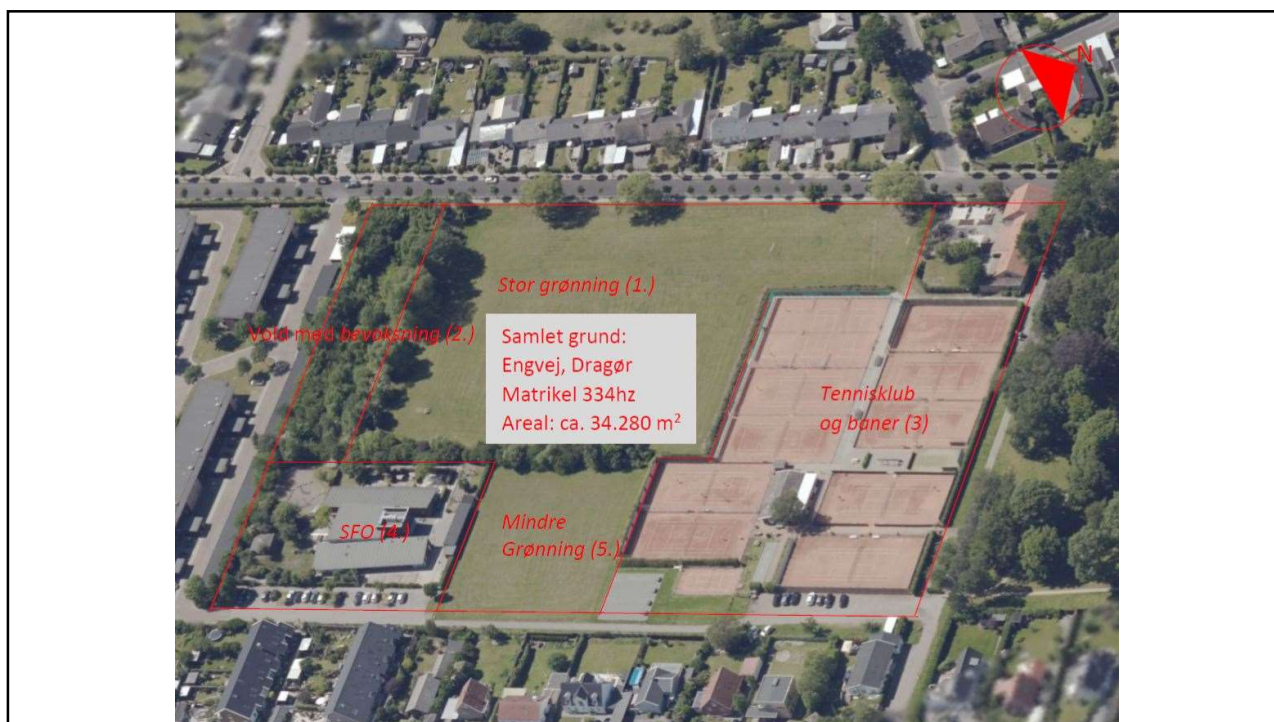 N
Stor grønning (1.)
Vold med bevoksning (2.)
Samlet grund:
Engvej, Dragør
Matrikel 334hz
Areal: ca. 34.280 m²
Tennisklub
og baner (3)
SFO (4.)
Mindre
Grønning (5.)